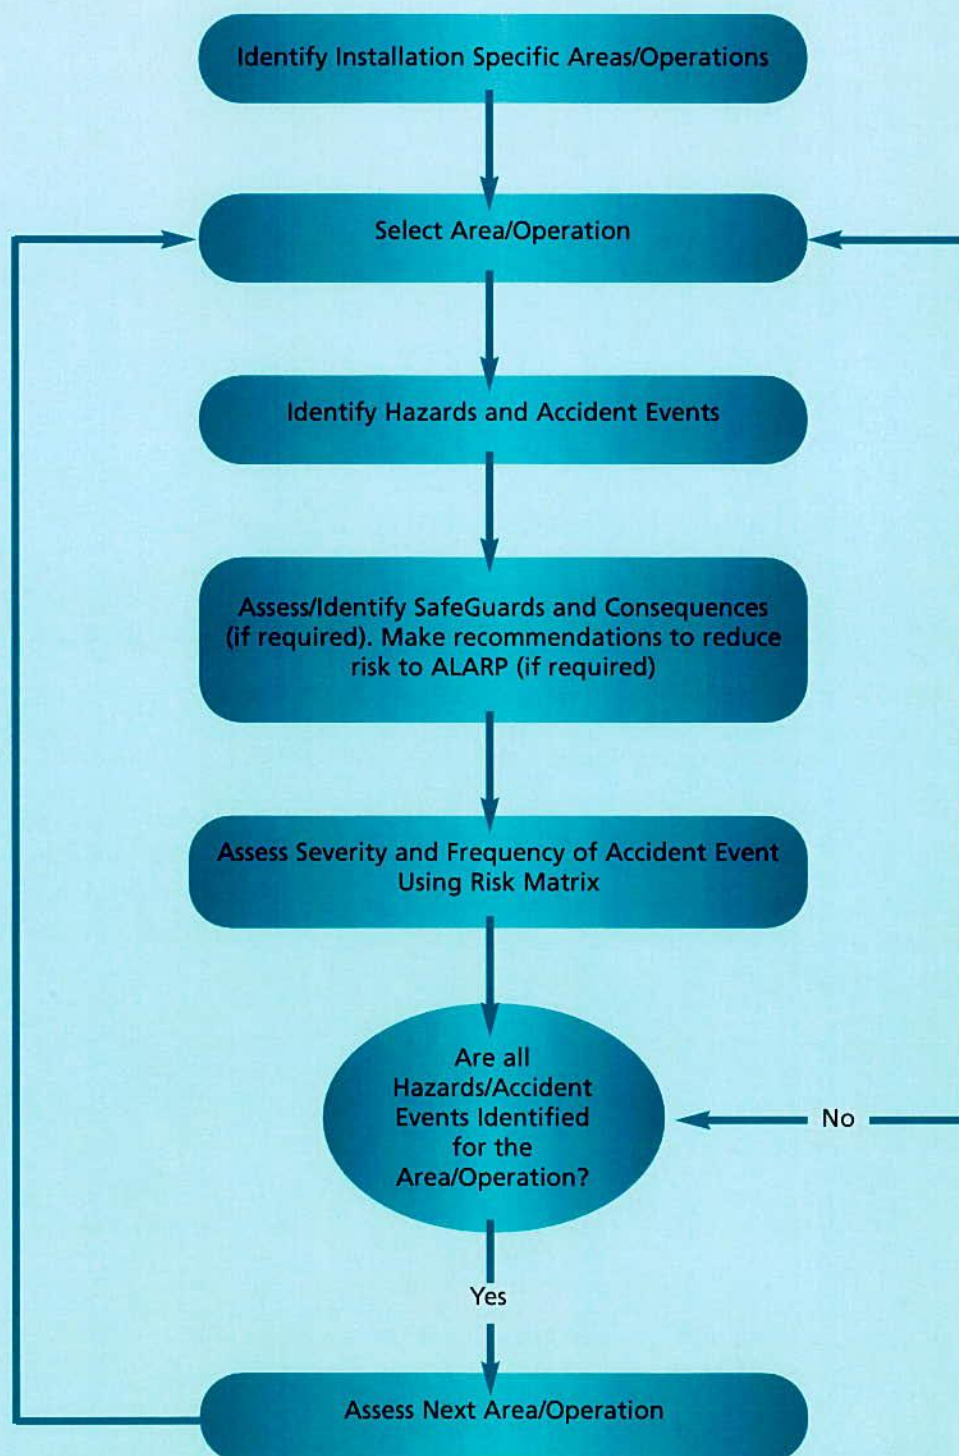 Identify Installation Specific Areas/Operations
Select Area/Operation
Identify Hazards and Accident Events
Assess/Identify SafeGuards and Consequences
(if required). Make recommendations to reduce
risk to ALARP (if required)
Assess Severity and Frequency of Accident Event
Using Risk Matrix
Are all
Hazards/Accident
Events Identified
for the
Area/Operation?
No
Yes
Assess Next Area/Operation